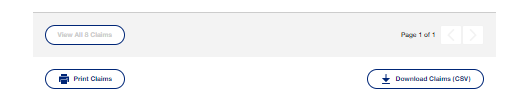 View All 8 Claims
Page 1 of 1
Print Claims
Download Claims (CSV)